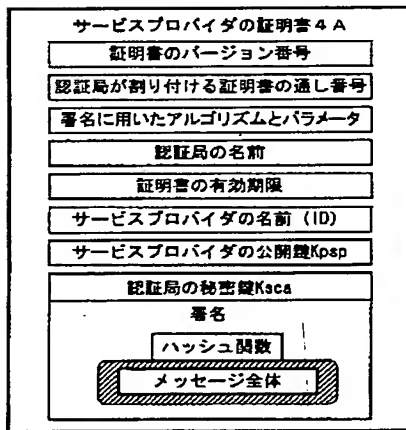 サービスプロバイダの証明書4A
証明書のバージョン番号
認証局が割り付ける証明書の通し番号
署名に用いたアルゴリズムとパラメータ
認証局の名前
証明書の有効期限
サービスプロバイダの名前 (ID)
サービスプロバイダの公開鍵Kpsp
認証局の秘密鍵Ksca
署名
ハッシュ関数
メッセージ全体